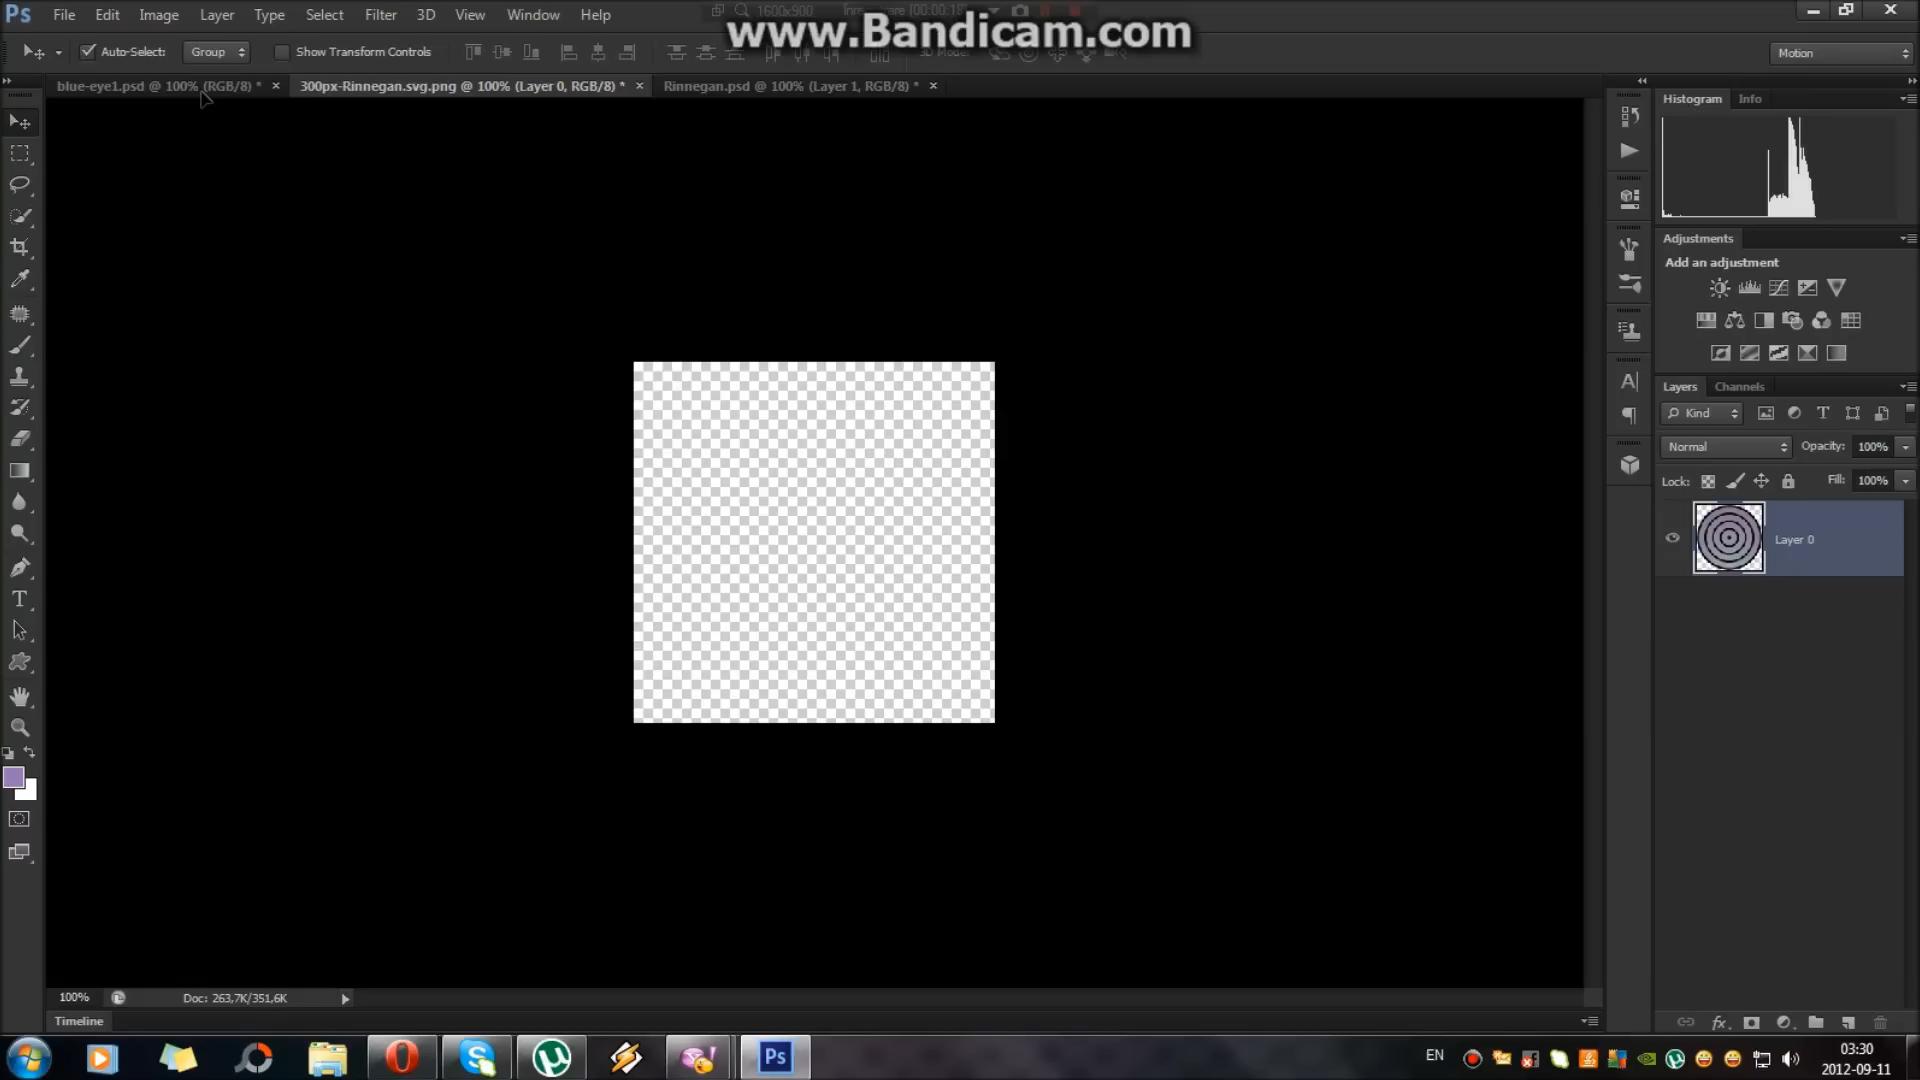 Ps File Edit Image Layer Type Select Filter 3D View Window Help
1600x900
www.Bandicam.com
Auto-Select: Group Show Transform Controls
Motion
blue-eye1.psd @ 100% (RGB/8) *
300px-Rinnegan.svg.png @ 100% (Layer 0, RGB/8) *
Rinnegan.psd @ 100% (Layer 1, RGB/8) *
Histogram Info
Adjustments
Add an adjustment
Layers Channels
Kind
Normal Opacity: 100%
Lock: Fill: 100%
Layer 0
100% Doc: 263,7K/351,6K
Timeline
Ps
EN
03:30
2012-09-11